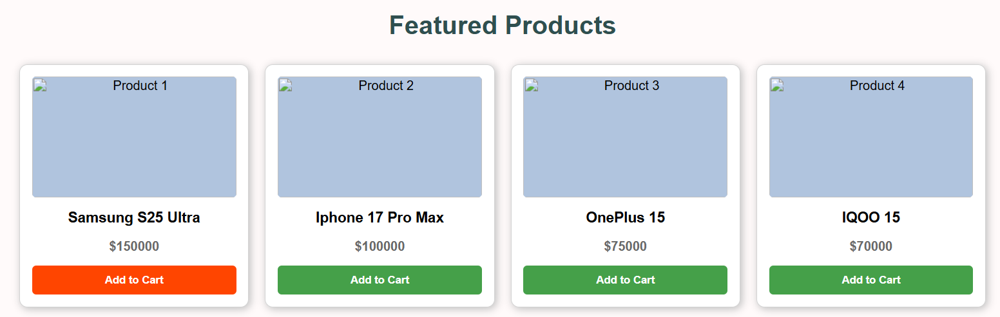 Featured Products
Product 1
Product 2
Product 3
Product 4
Samsung S25 Ultra
Iphone 17 Pro Max
OnePlus 15
IQOO 15
$150000
$100000
$75000
$70000
Add to Cart
Add to Cart
Add to Cart
Add to Cart